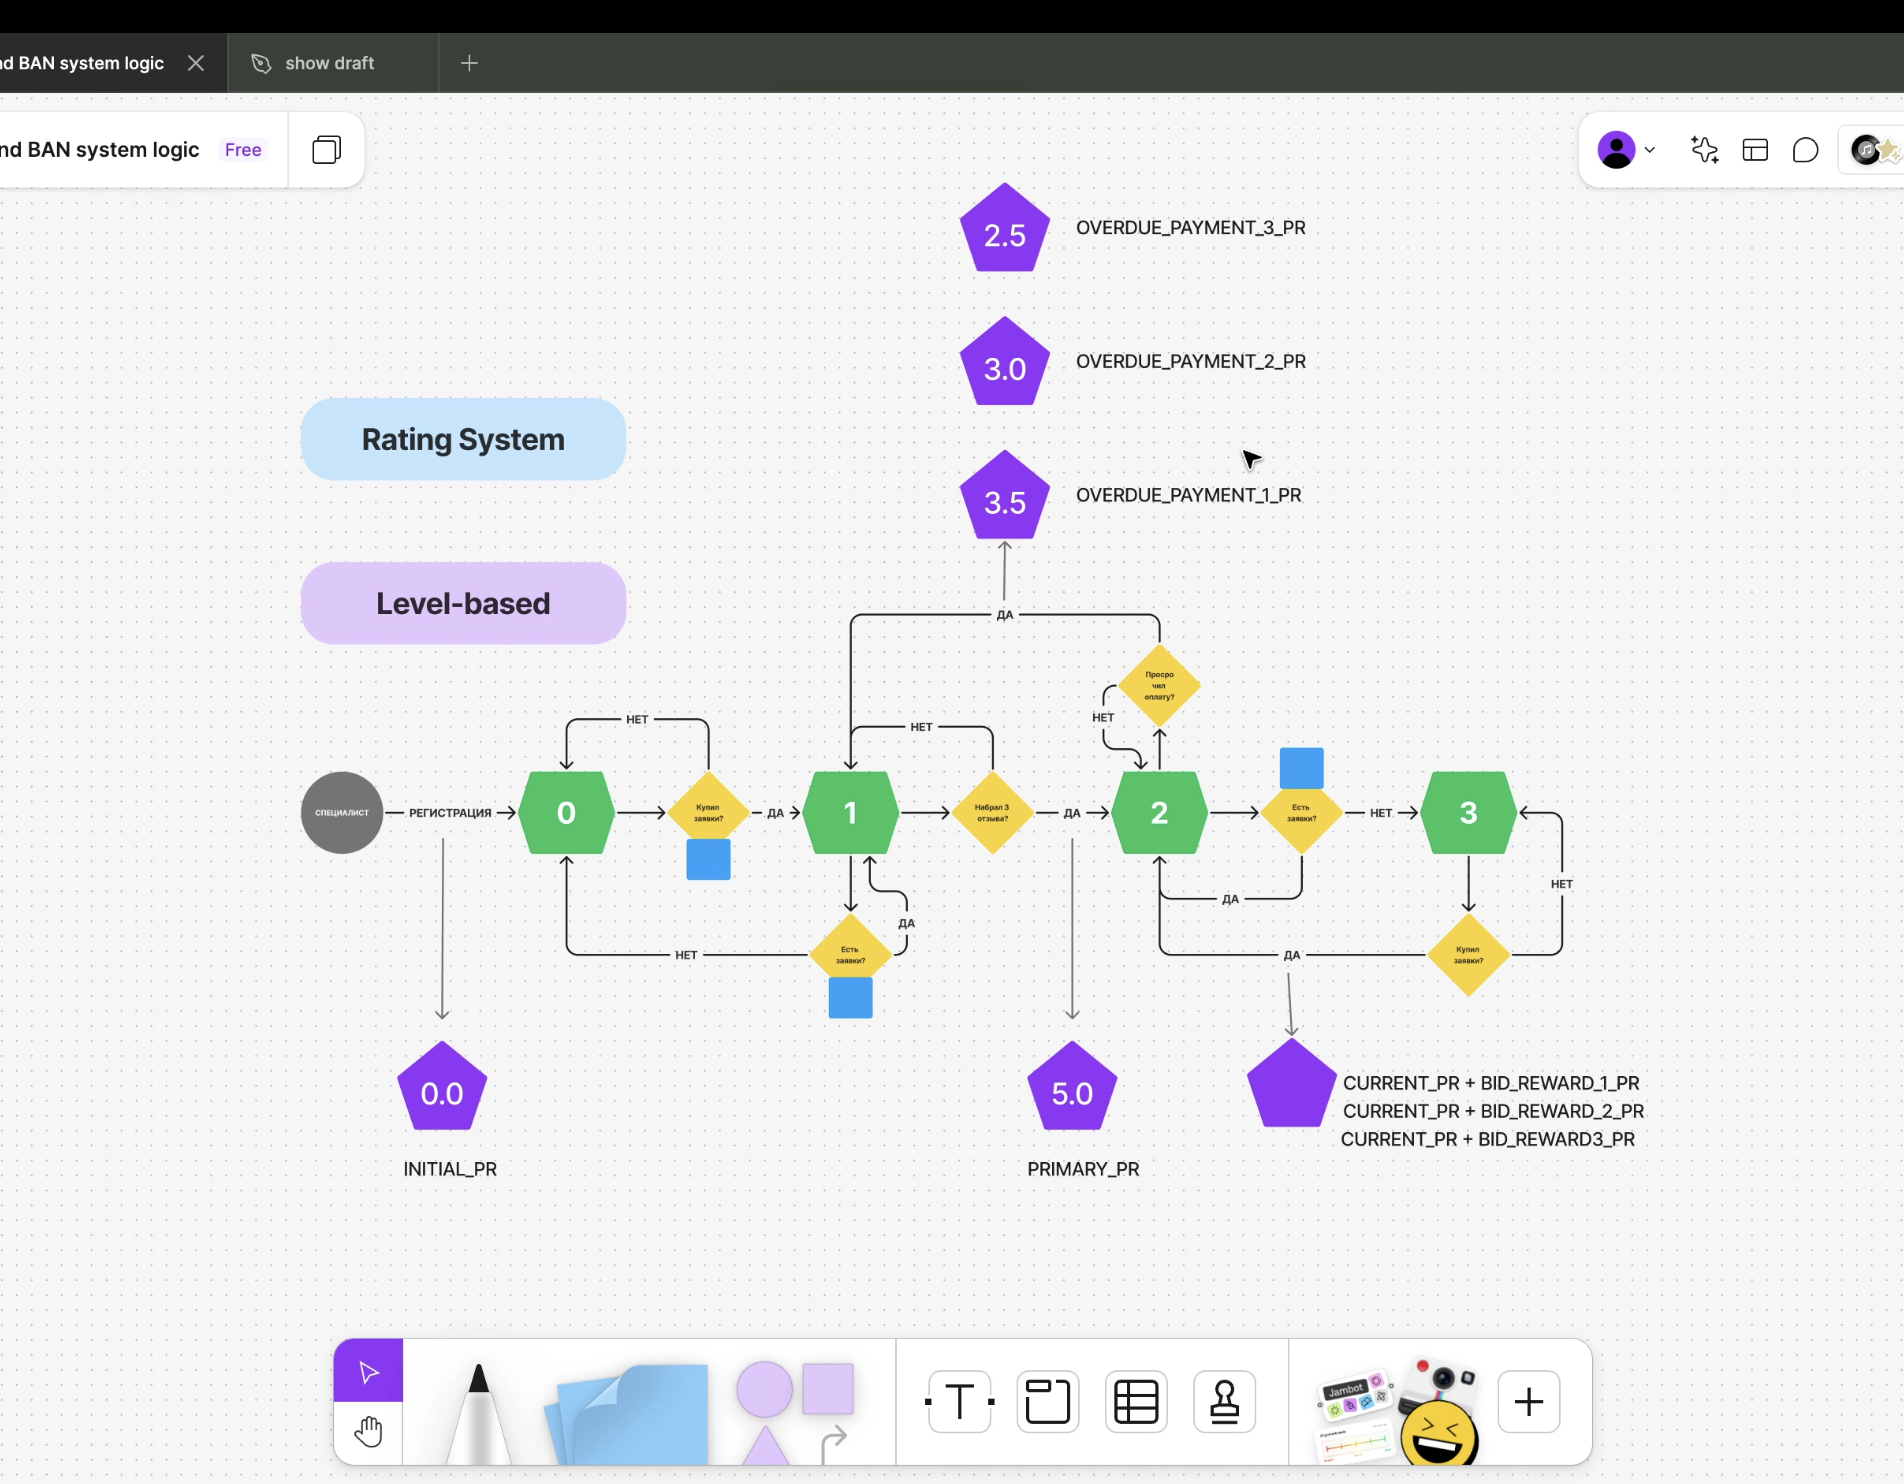 nd BAN system logic
show draft
nd BAN system logic
Free
2.5
OVERDUE_PAYMENT_3_PR
3.0
OVERDUE_PAYMENT_2_PR
Rating System
3.5
OVERDUE_PAYMENT_1_PR
Level-based
ДА
Просро
чил
оплату?
НЕТ
НЕТ
НЕТ
СПЕЦИАЛИСТ
РЕГИСТРАЦИЯ
0
Купил
заявки?
ДА
1
Набрал 3
отзыва?
ДА
2
Есть
заявки?
НЕТ
3
НЕТ
ДА
ДА
НЕТ
Есть
заявки?
ДА
Купил
заявки?
0.0
5.0
CURRENT_PR + BID_REWARD_1_PR
CURRENT_PR + BID_REWARD_2_PR
CURRENT_PR + BID_REWARD3_PR
INITIAL_PR
PRIMARY_PR
T
Jambot